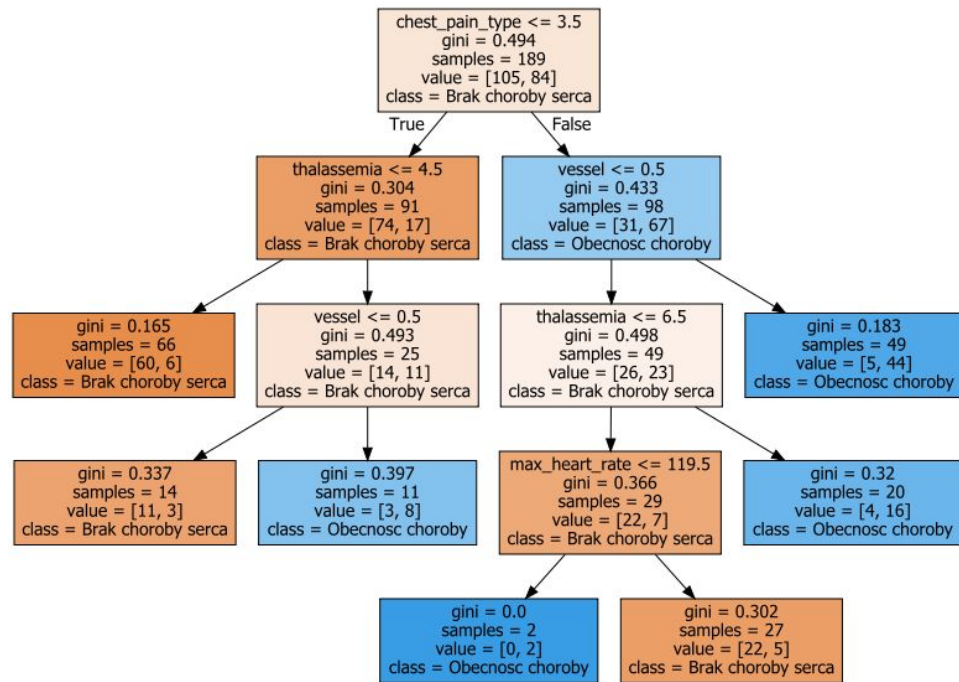 chest_pain_type <= 3.5
gini = 0.494
samples = 189
value = [105, 84]
class = Brak choroby serca
True
False
thalassemia <= 4.5
gini = 0.304
samples = 91
value = [74, 17]
class = Brak choroby serca
vessel <= 0.5
gini = 0.433
samples = 98
value = [31, 67]
class = Obecnosc choroby
gini = 0.165
samples = 66
value = [60, 6]
class = Brak choroby serca
vessel <= 0.5
gini = 0.493
samples = 25
value = [14, 11]
class = Brak choroby serca
thalassemia <= 6.5
gini = 0.498
samples = 49
value = [26, 23]
class = Brak choroby serca
gini = 0.183
samples = 49
value = [5, 44]
class = Obecnosc choroby
gini = 0.337
samples = 14
value = [11, 3]
class = Brak choroby serca
gini = 0.397
samples = 11
value = [3, 8]
class = Obecnosc choroby
max_heart_rate <= 119.5
gini = 0.366
samples = 29
value = [22, 7]
class = Brak choroby serca
gini = 0.32
samples = 20
value = [4, 16]
class = Obecnosc choroby
gini = 0.0
samples = 2
value = [0, 2]
class = Obecnosc choroby
gini = 0.302
samples = 27
value = [22, 5]
class = Brak choroby serca